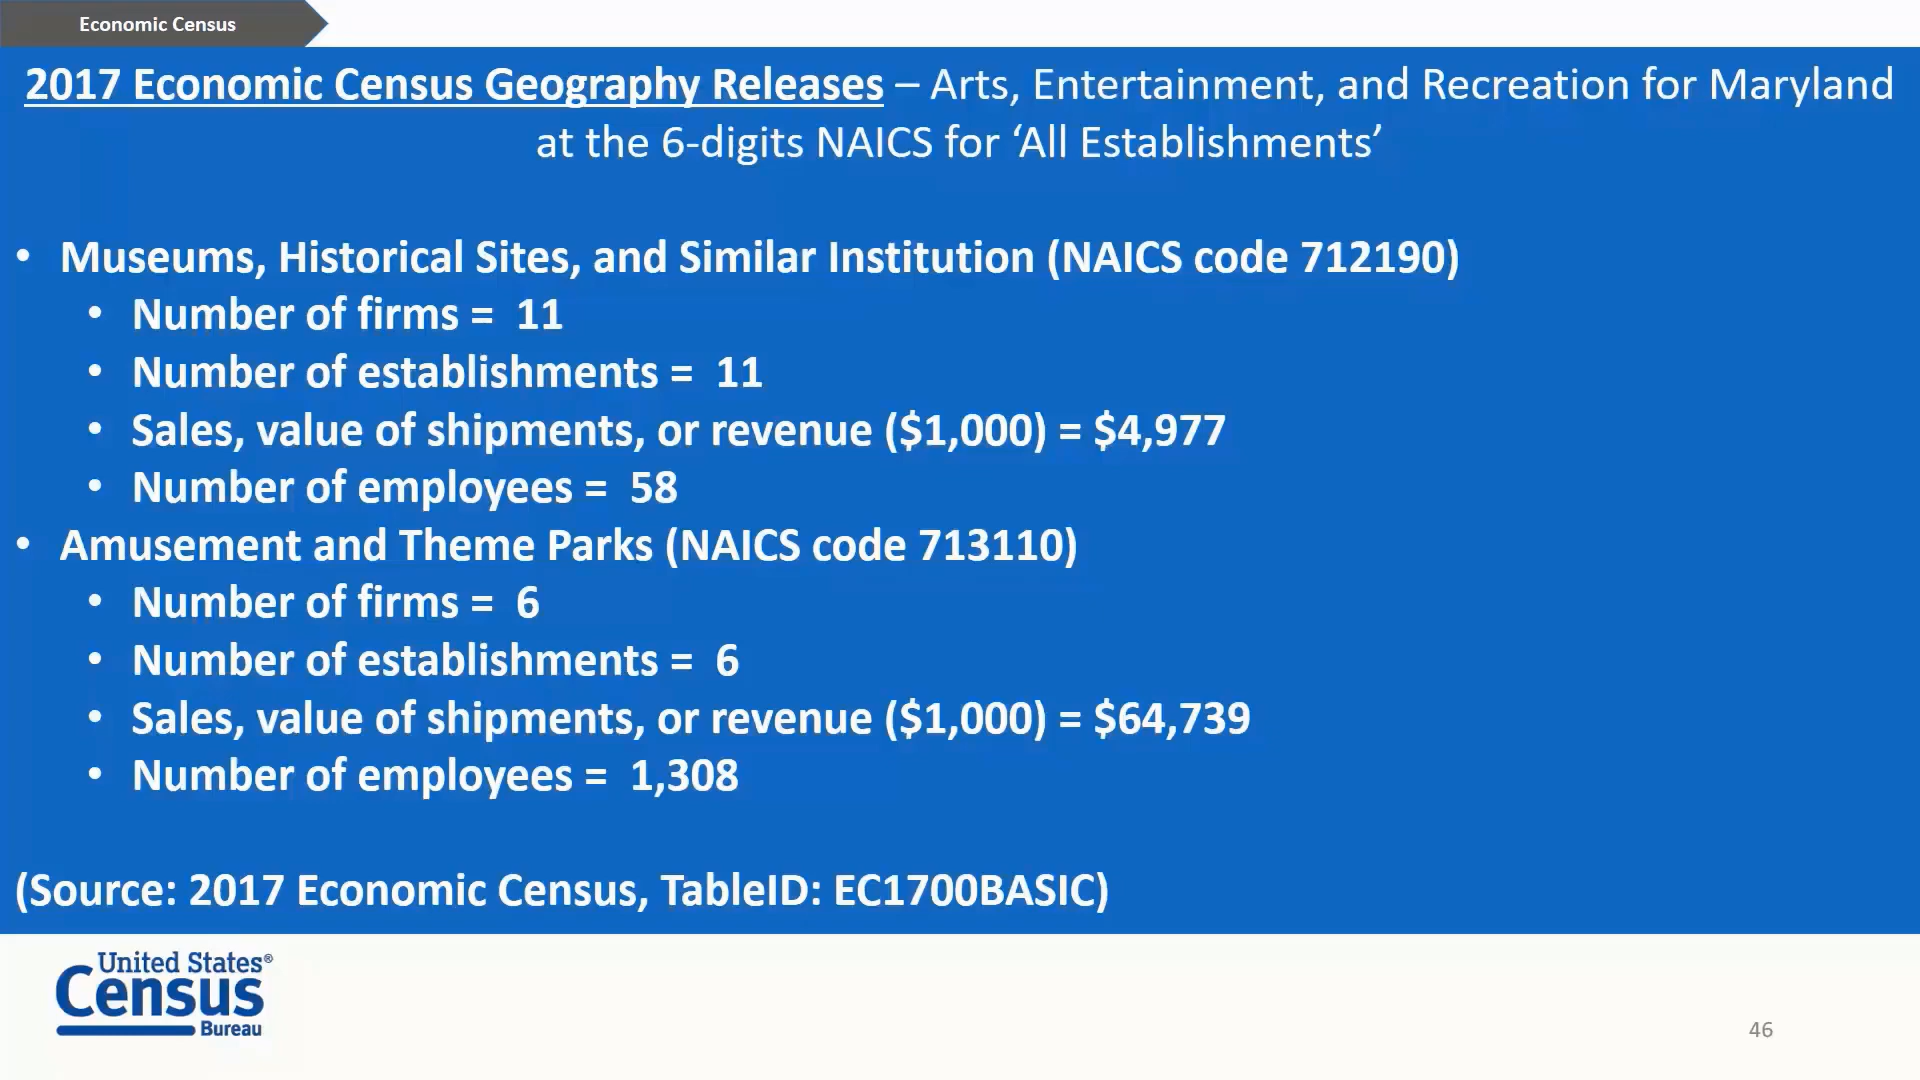 Economic Census
2017 Economic Census Geography Releases – Arts, Entertainment, and Recreation for Maryland
at the 6-digits NAICS for ‘All Establishments’
• Museums, Historical Sites, and Similar Institution (NAICS code 712190)
• Number of firms = 11
• Number of establishments = 11
• Sales, value of shipments, or revenue ($1,000) = $4,977
• Number of employees = 58
• Amusement and Theme Parks (NAICS code 713110)
• Number of firms = 6
• Number of establishments = 6
• Sales, value of shipments, or revenue ($1,000) = $64,739
• Number of employees = 1,308
(Source: 2017 Economic Census, TableID: EC1700BASIC)
United States®
Census
Bureau
46